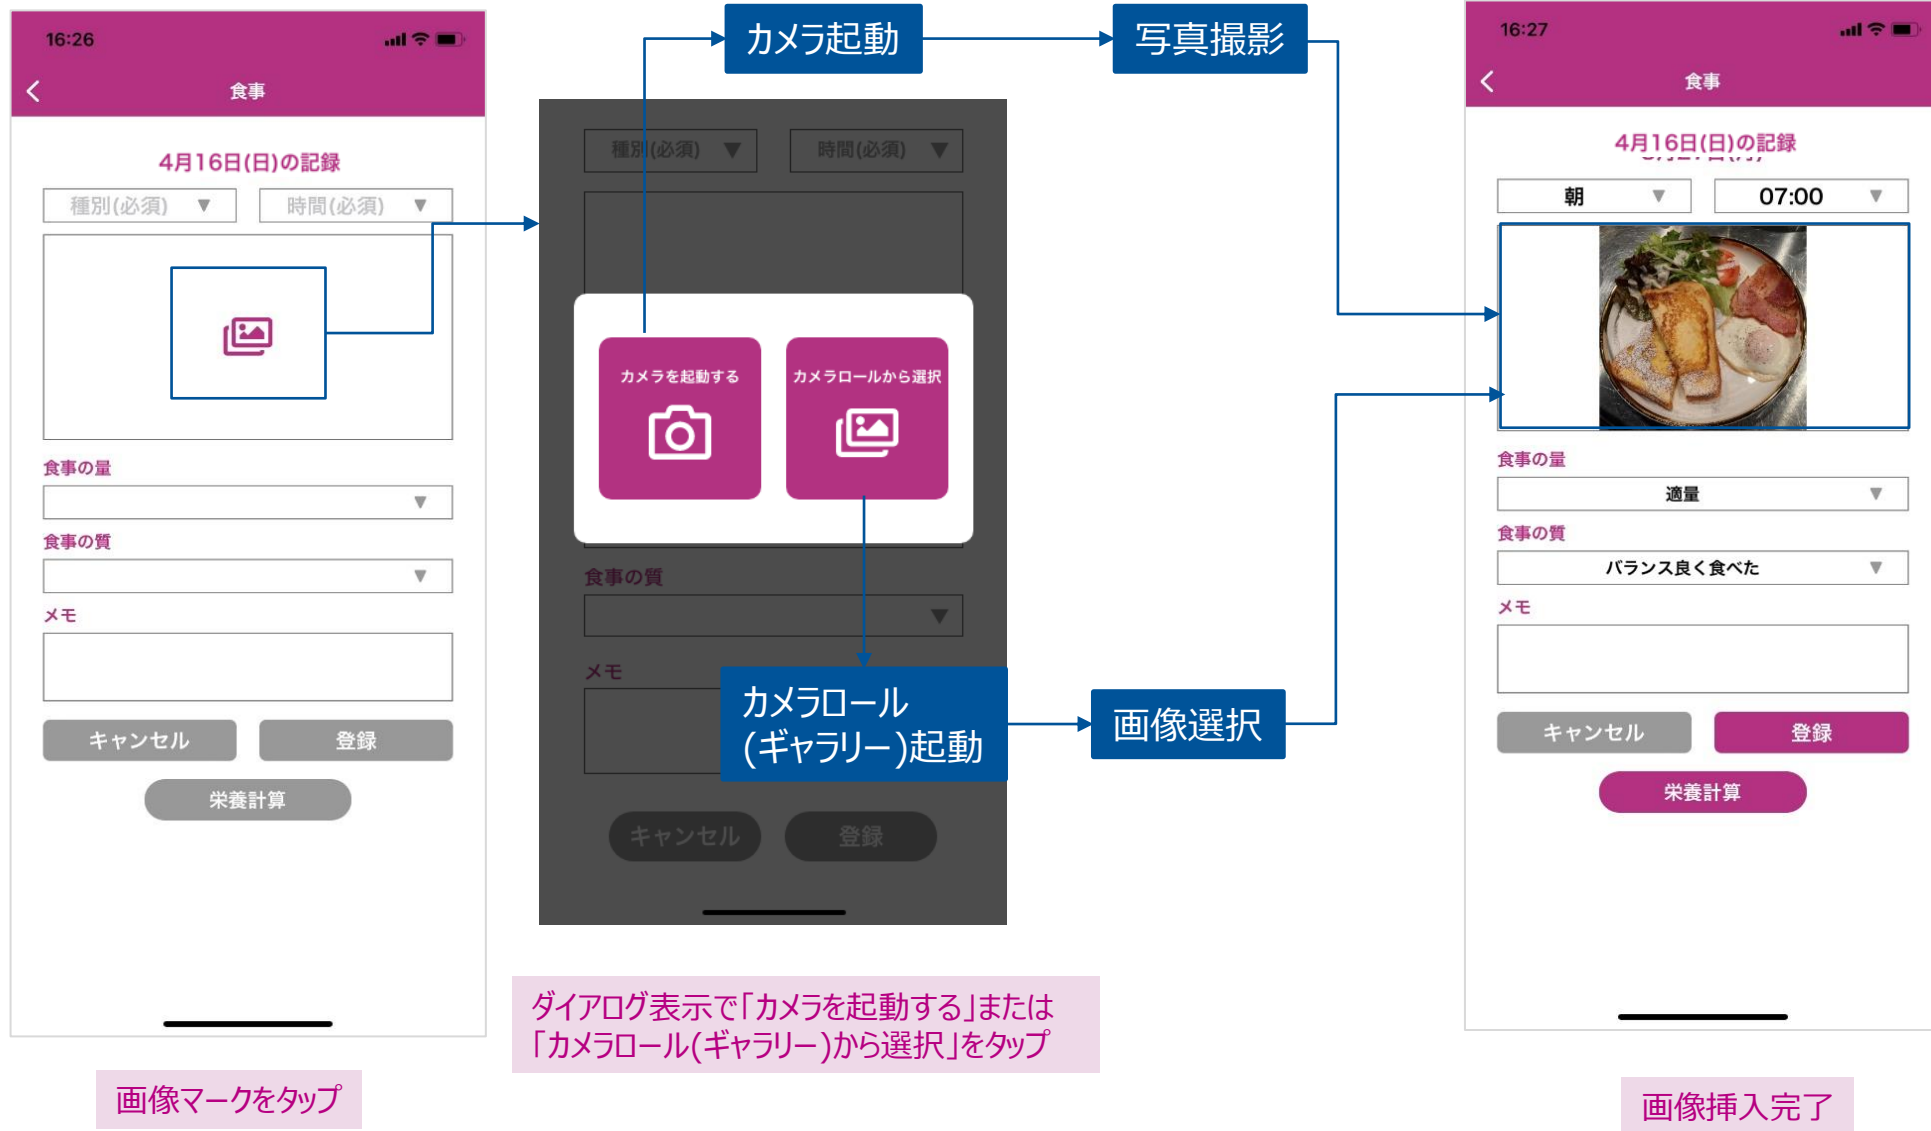 16:26
食事
4月16日(日)の記録
種別(必須) ▼
時間(必須) ▼
食事の量
▼
食事の質
▼
メモ
キャンセル
登録
栄養計算
画像マークをタップ
カメラ起動
写真撮影
種別(必須) ▼
時間(必須) ▼
カメラを起動する
カメラロールから選択
食事の質
▼
メモ
カメラロール
(ギャラリー)起動
画像選択
キャンセル
登録
ダイアログ表示で「カメラを起動する」または
「カメラロール(ギャラリー)から選択」をタップ
16:27
食事
4月16日(日)の記録
朝 ▼
07:00 ▼
食事の量
適量 ▼
食事の質
バランス良く食べた ▼
メモ
キャンセル
登録
栄養計算
画像挿入完了